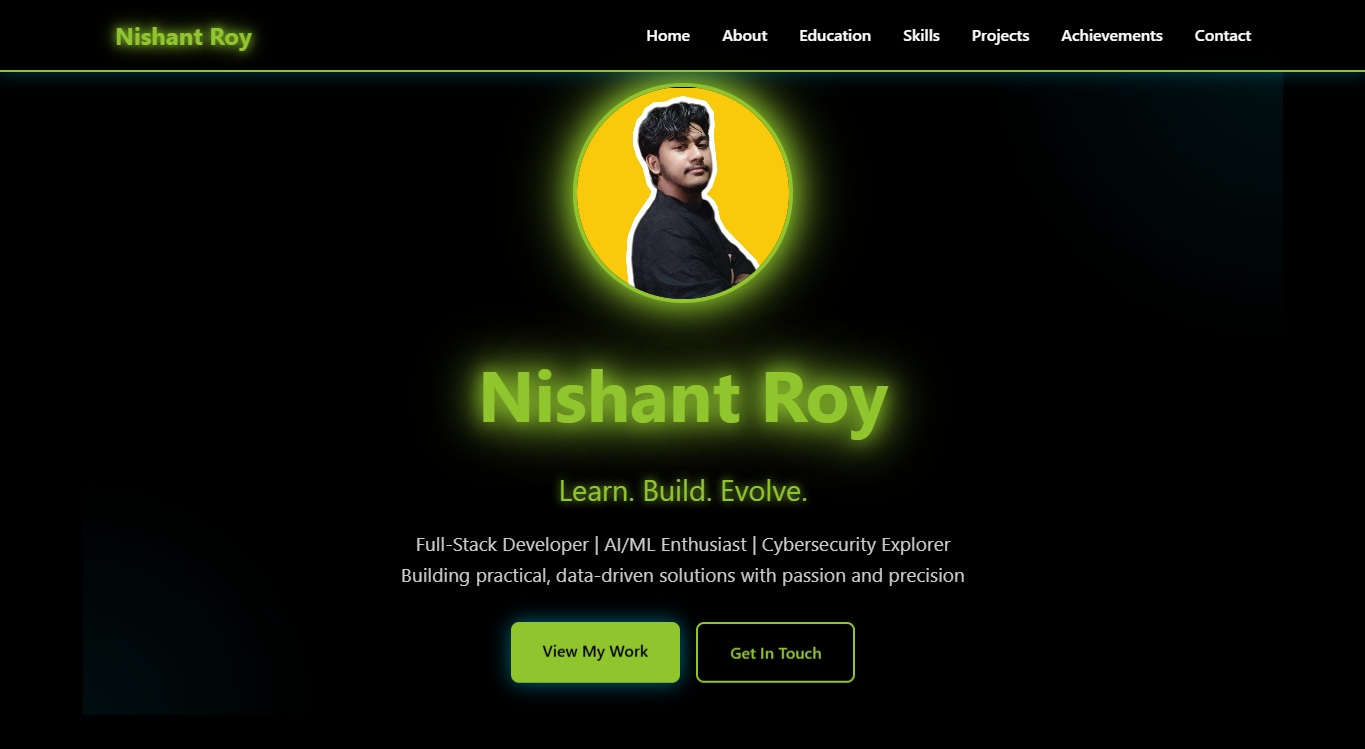 Nishant Roy
Home About Education Skills Projects Achievements Contact
Nishant Roy
Learn. Build. Evolve.
Full-Stack Developer | AI/ML Enthusiast | Cybersecurity Explorer
Building practical, data-driven solutions with passion and precision
View My Work
Get In Touch